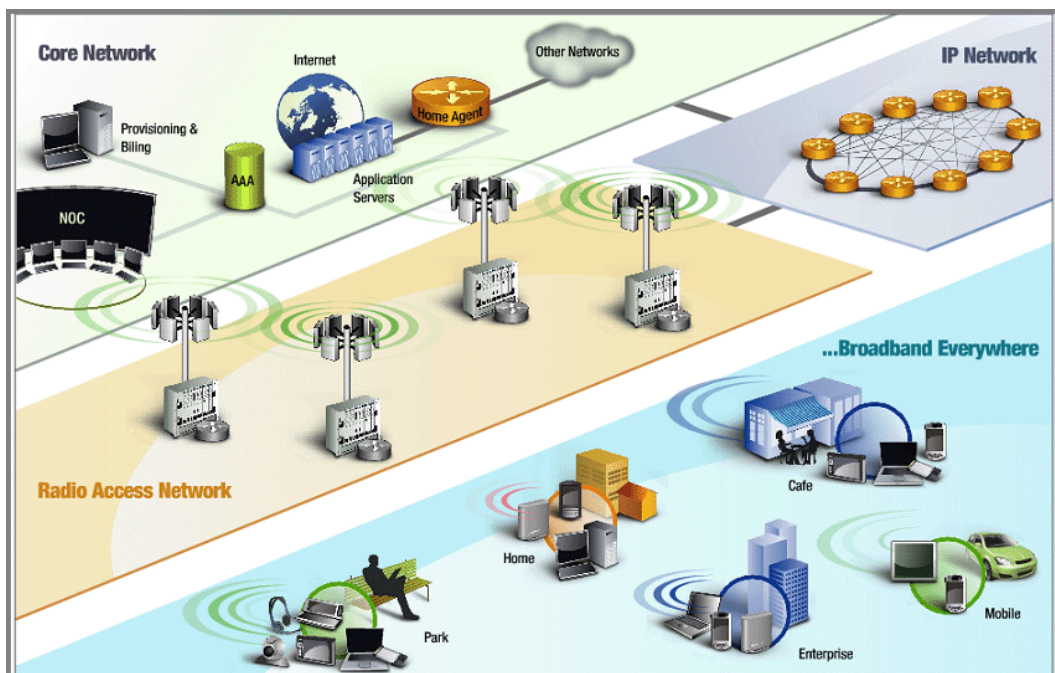 Core Network
Internet
Other Networks
IP Network
Home Agent
Provisioning &
Biling
AAA
Application
Servers
NOC
...Broadband Everywhere
Radio Access Network
Cafe
Home
Park
Enterprise
Mobile